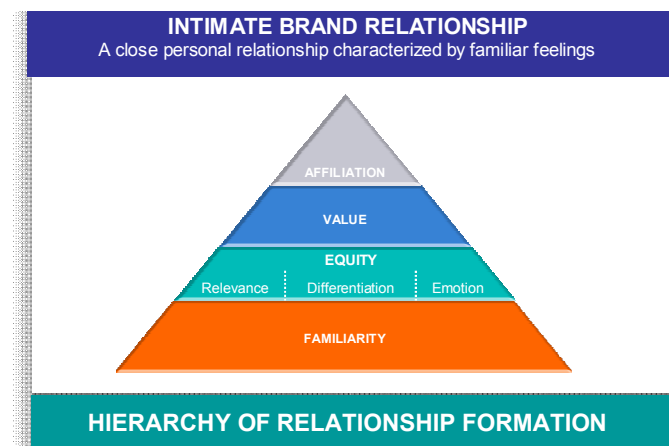 INTIMATE BRAND RELATIONSHIP
A close personal relationship characterized by familiar feelings
AFFILIATION
VALUE
EQUITY
Relevance Differentiation Emotion
FAMILIARITY
HIERARCHY OF RELATIONSHIP FORMATION